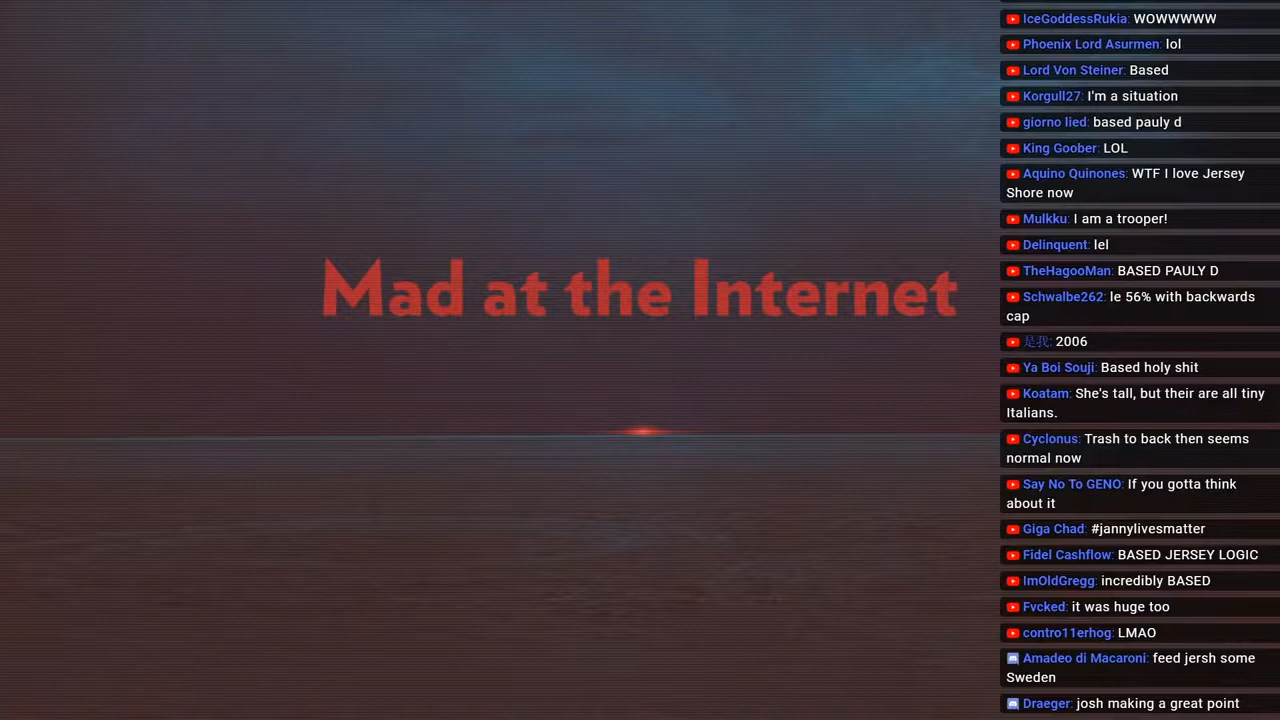 Mad at the Internet
IceGoddessRukia: WOWWWWW
Phoenix Lord Asurmen: lol
Lord Von Steiner: Based
Korgull27: I'm a situation
giorno lied: based pauly d
King Goober: LOL
Aquino Quinones: WTF I love Jersey
Shore now
Mulkku: I am a trooper!
Delinquent: lel
TheHagooMan: BASED PAULY D
Schwalbe262: le 56% with backwards
cap
是我: 2006
Ya Boi Souji: Based holy shit
Koatam: She's tall, but their are all tiny
Italians.
Cyclonus: Trash to back then seems
normal now
Say No To GENO: If you gotta think
about it
Giga Chad: #jannylivesmatter
Fidel Cashflow: BASED JERSEY LOGIC
ImOldGregg: incredibly BASED
Fvcked: it was huge too
contro11erhog: LMAO
Amadeo di Macaroni: feed jersh some
Sweden
Draeger: josh making a great point